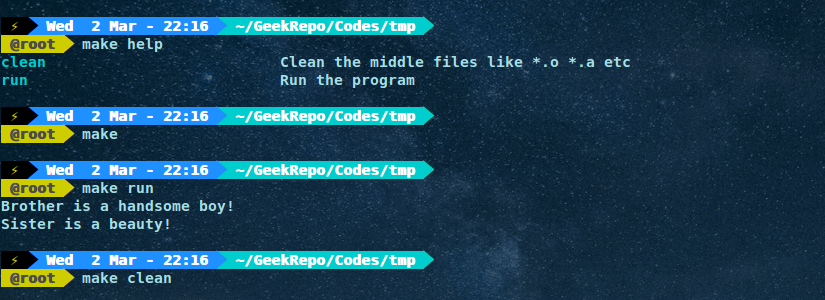 ⚡ Wed  2 Mar - 22:16 ~/GeekRepo/Codes/tmp
@root make help
clean Clean the middle files like *.o *.a etc
run Run the program
⚡ Wed  2 Mar - 22:16 ~/GeekRepo/Codes/tmp
@root make
⚡ Wed  2 Mar - 22:16 ~/GeekRepo/Codes/tmp
@root make run
Brother is a handsome boy!
Sister is a beauty!
⚡ Wed  2 Mar - 22:16 ~/GeekRepo/Codes/tmp
@root make clean